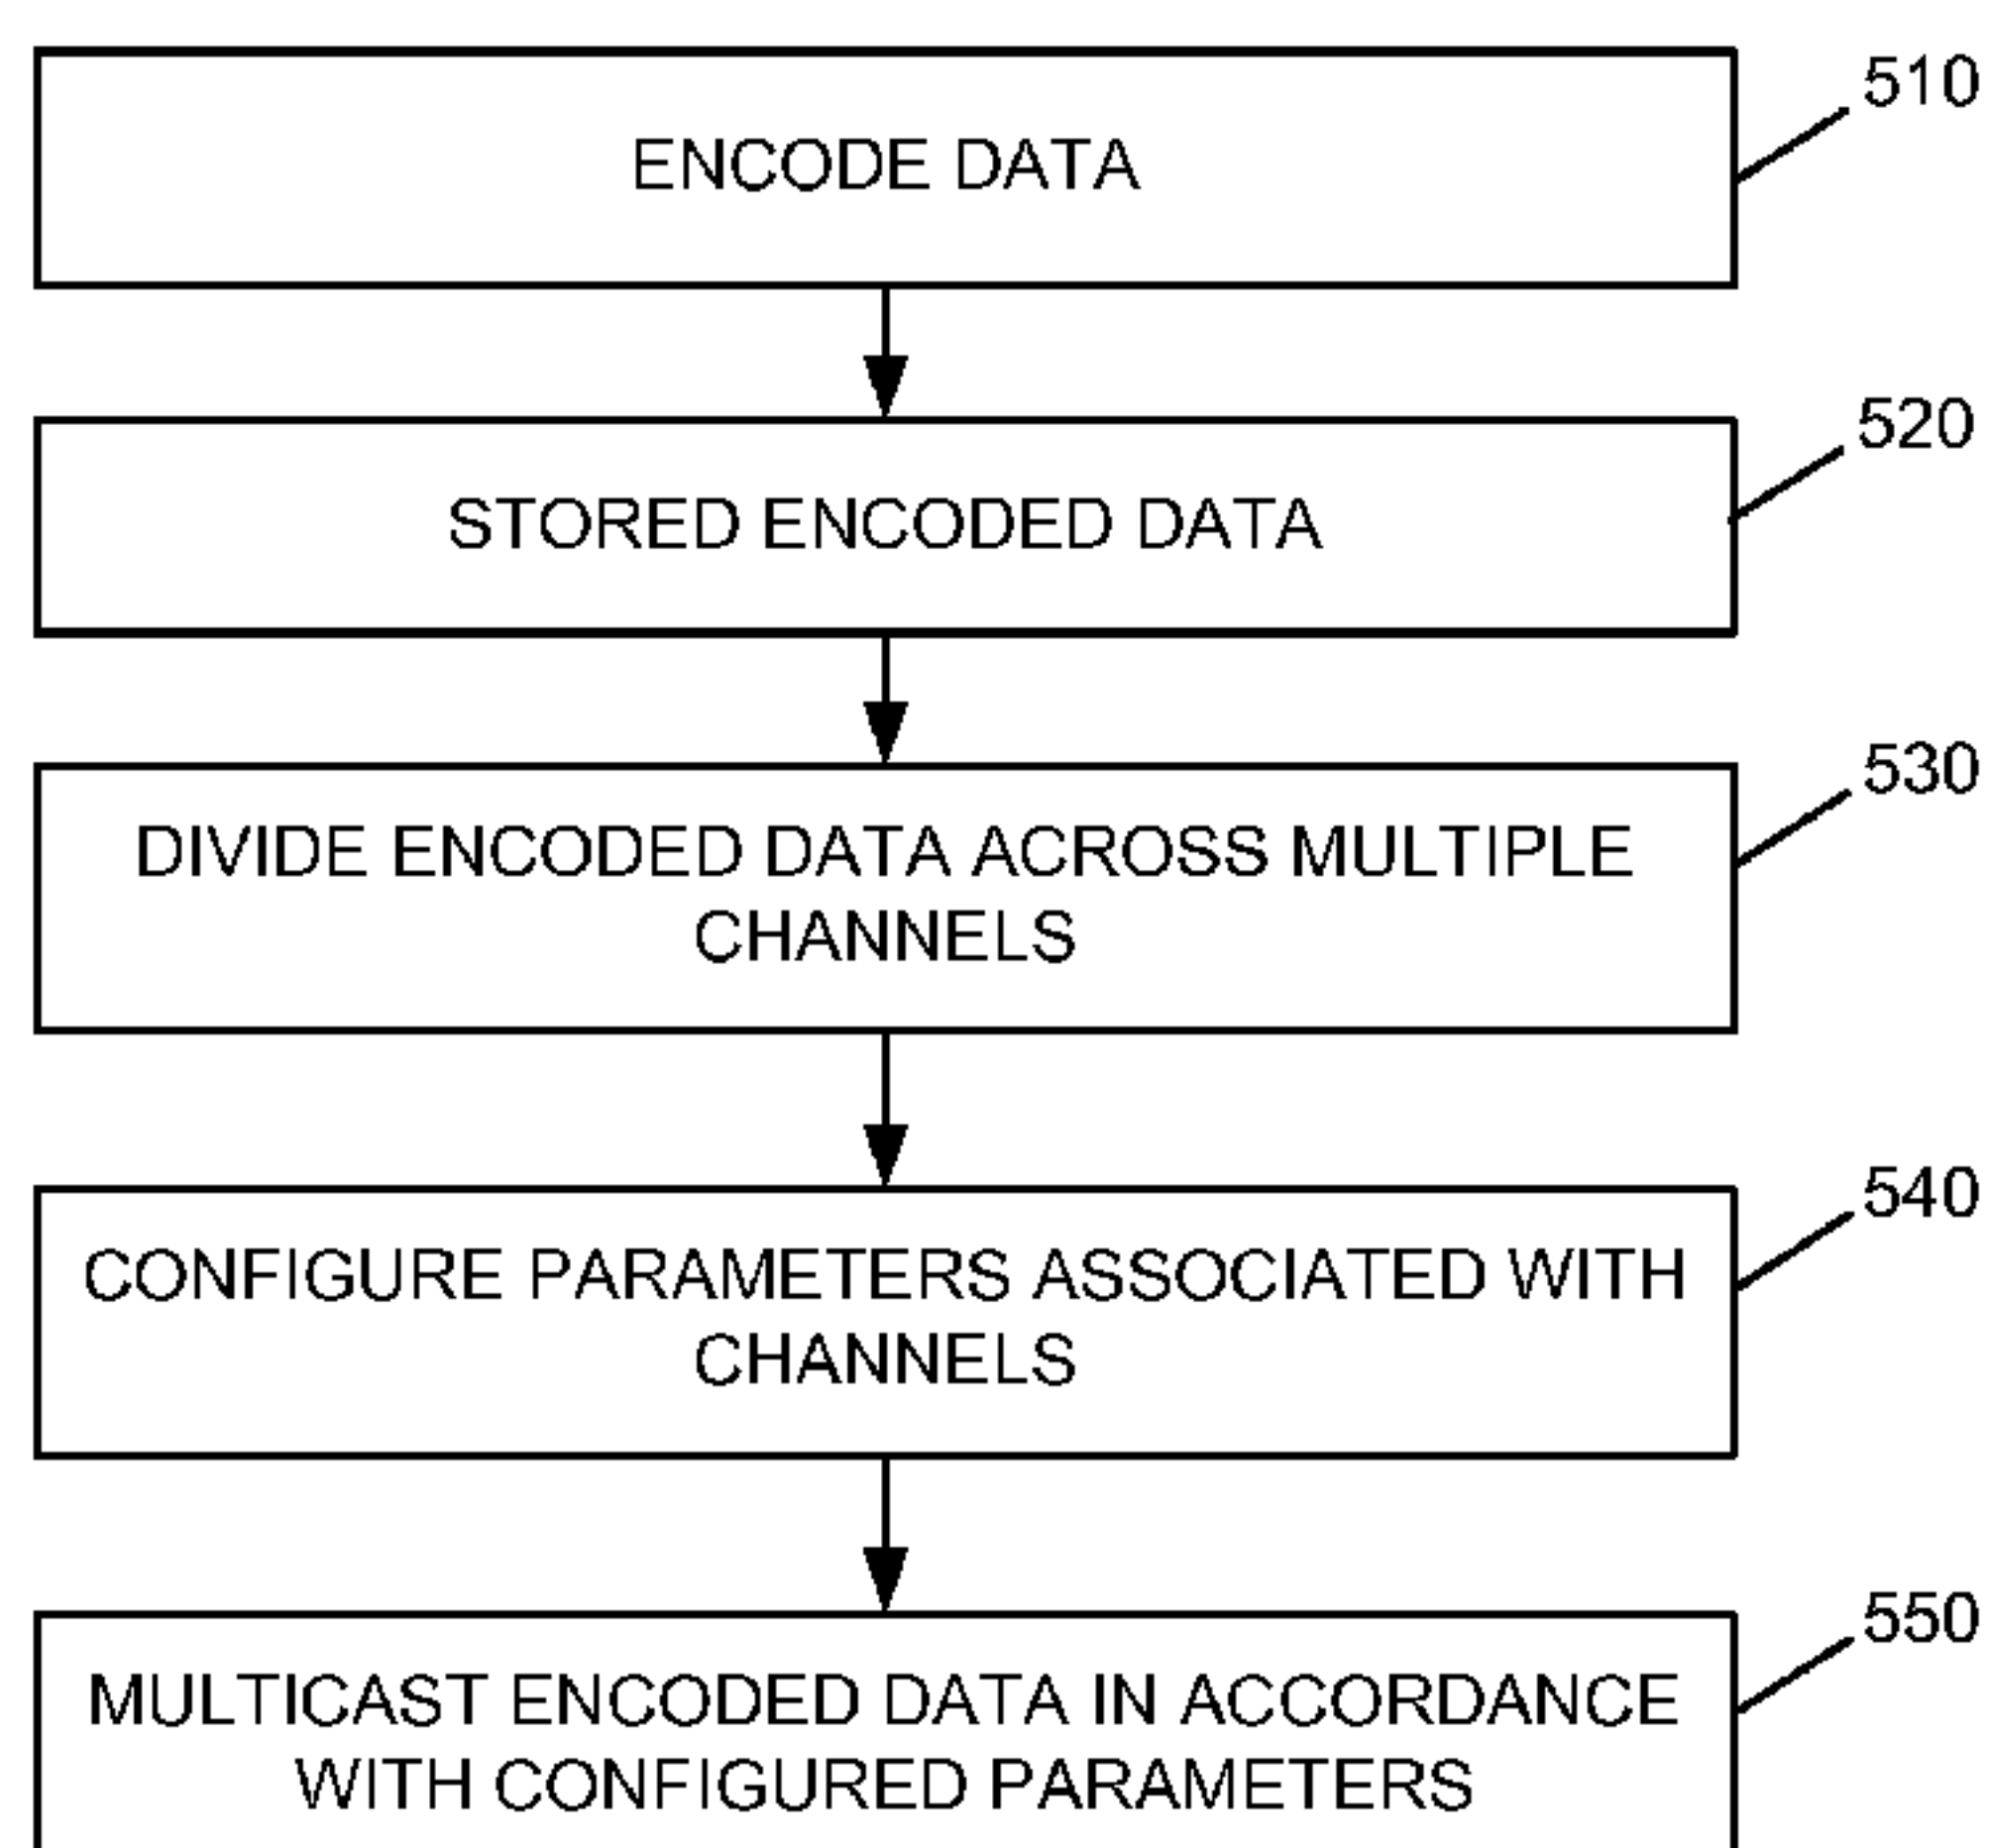 510
ENCODE DATA
520
STORED ENCODED DATA
530
DIVIDE ENCODED DATA ACROSS MULTIPLE
CHANNELS
540
CONFIGURE PARAMETERS ASSOCIATED WITH
CHANNELS
550
MULTICAST ENCODED DATA IN ACCORDANCE
WITH CONFIGURED PARAMETERS